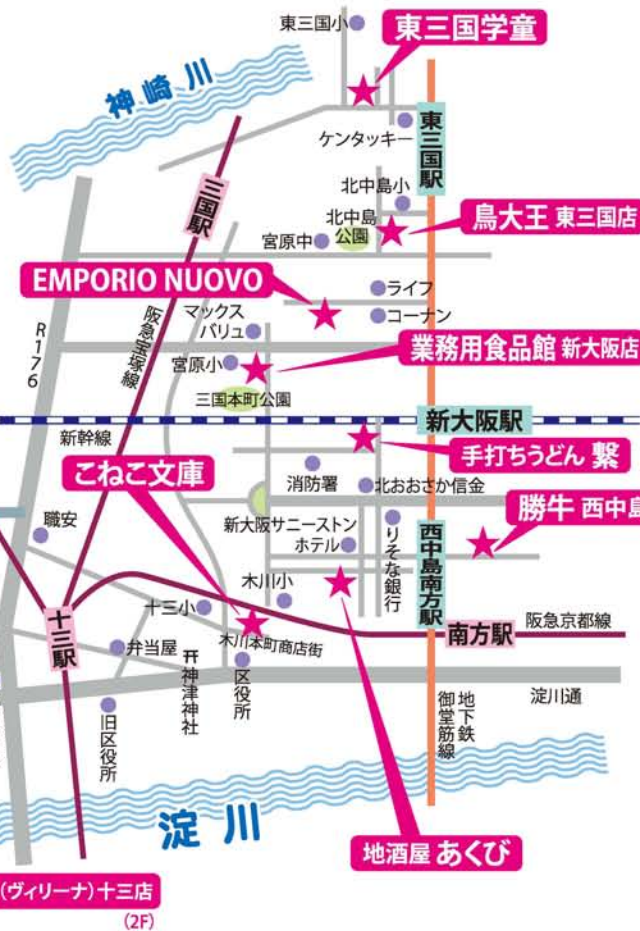 東三国小
東三国学童
神崎川
ケンタッキー
東三国駅
三国駅
北中島小
北中島
公園
鳥大王 東三国店
宮原中
EMPORIO NUOVO
ライフ
コーナン
マックス
バリュ
R176
阪急宝塚線
業務用食品館 新大阪店
宮原小
三国本町公園
新大阪駅
新幹線
手打ちうどん 繋
こねこ文庫
消防署
北おおさか信金
勝牛 西中島
職安
新大阪サニーストン
ホテル
りそな銀行
西中島南方駅
木川小
十三小
十三駅
木川本町商店街
南方駅
阪急京都線
弁当屋
神津神社
区役所
淀川通
旧区役所
地下鉄
御堂筋線
淀川
地酒屋 あくび
(ヴィリーナ)十三店
(2F)